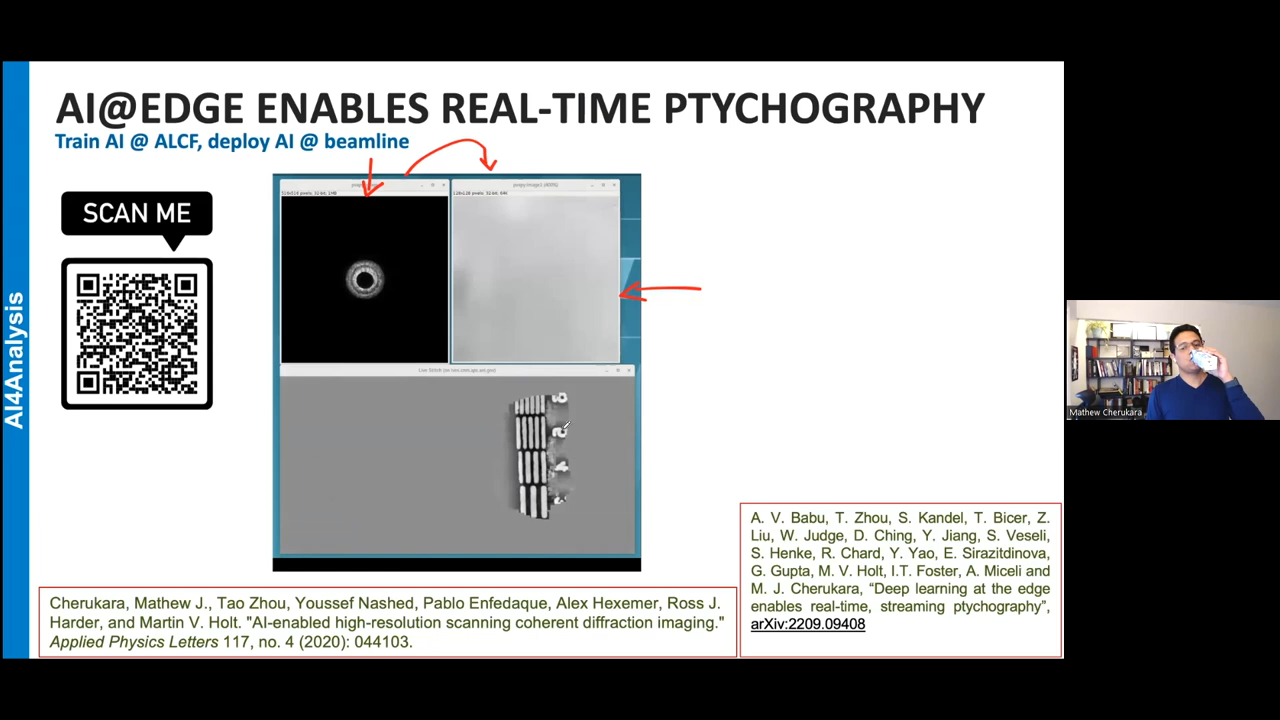 AI@EDGE ENABLES REAL-TIME PTYCHOGRAPHY
Train AI @ ALCF, deploy AI @ beamline
SCAN ME
AI4Analysis
Mathew Cherukara
A. V. Babu, T. Zhou, S. Kandel, T. Bicer, Z.
Liu, W. Judge, D. Ching, Y. Jiang, S. Veseli,
S. Henke, R. Chard, Y. Yao, E. Sirazitdinova,
G. Gupta, M. V. Holt, I.T. Foster, A. Miceli and
M. J. Cherukara, “Deep learning at the edge
enables real-time, streaming ptychography”,
arXiv:2209.09408
Cherukara, Mathew J., Tao Zhou, Youssef Nashed, Pablo Enfedaque, Alex Hexemer, Ross J.
Harder, and Martin V. Holt. "AI-enabled high-resolution scanning coherent diffraction imaging."
Applied Physics Letters 117, no. 4 (2020): 044103.